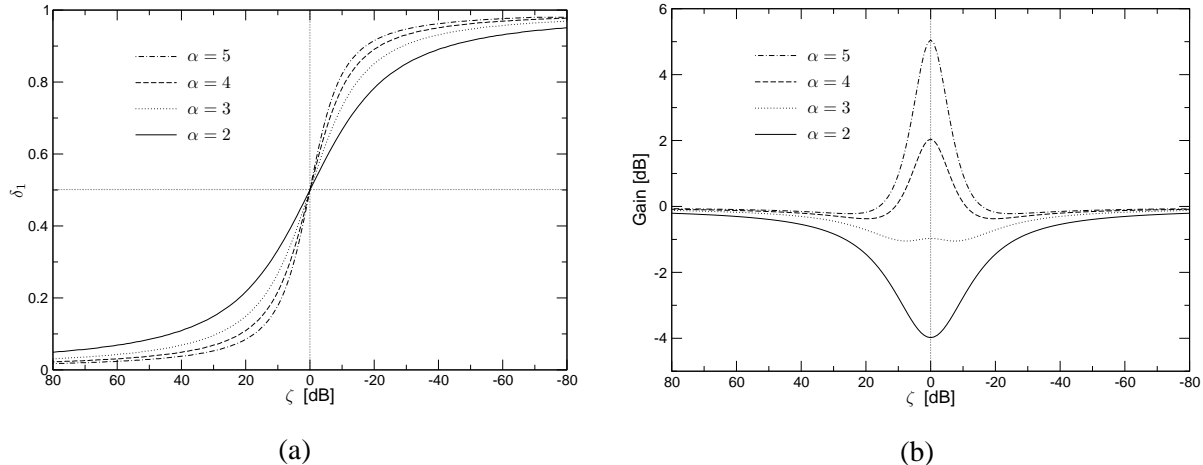 1
0.8
0.6
0.4
0.2
0
δ₁
α = 5
α = 4
α = 3
α = 2
80 60 40 20 0 -20 -40 -60 -80
ζ [dB]
(a)
6
4
2
0
-2
-4
Gain [dB]
α = 5
α = 4
α = 3
α = 2
80 60 40 20 0 -20 -40 -60 -80
ζ [dB]
(b)